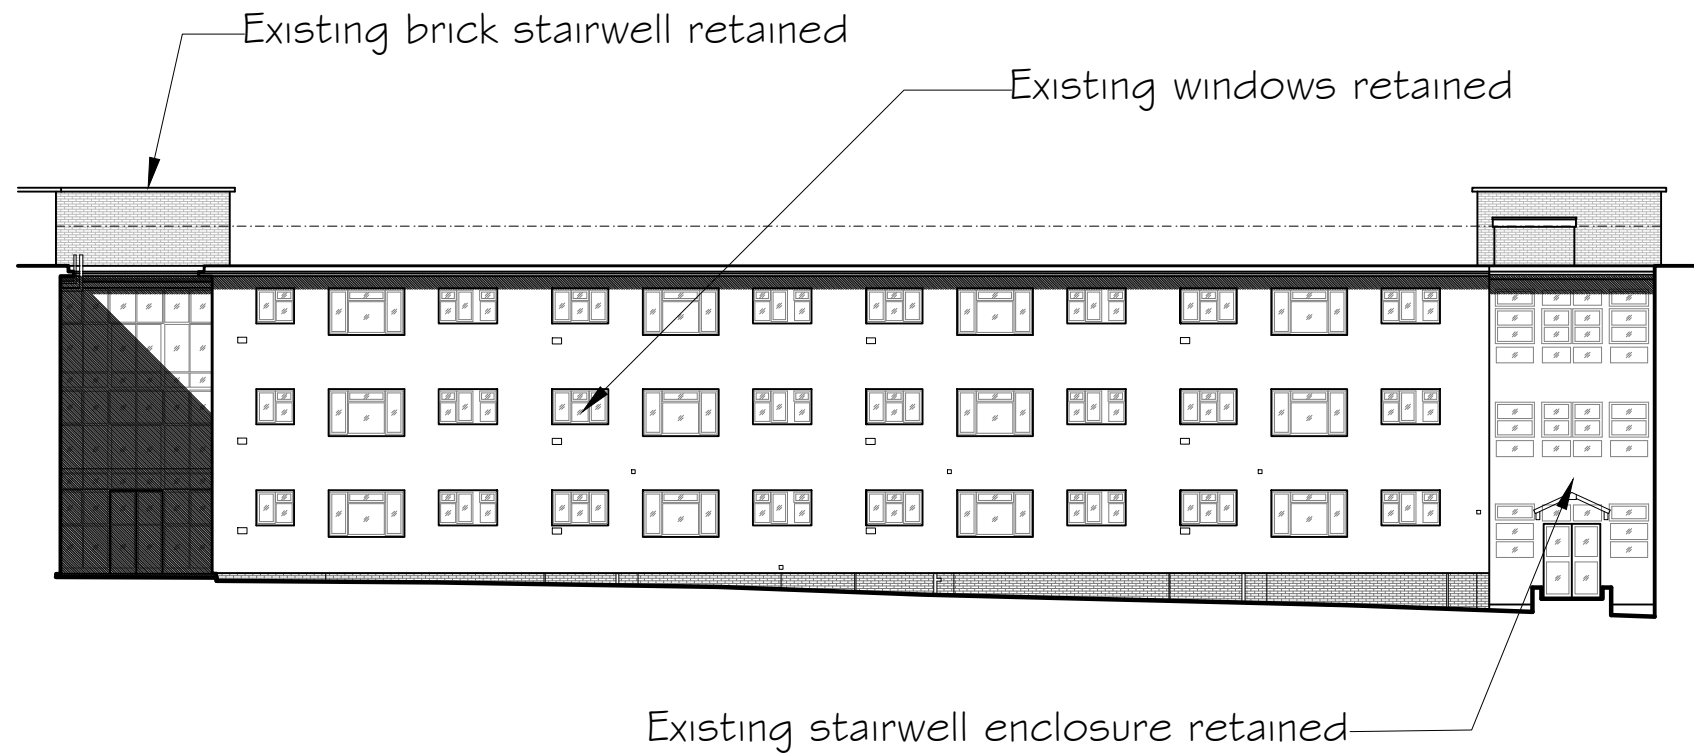 Existing brick stairwell retained
Existing windows retained
Existing stairwell enclosure retained